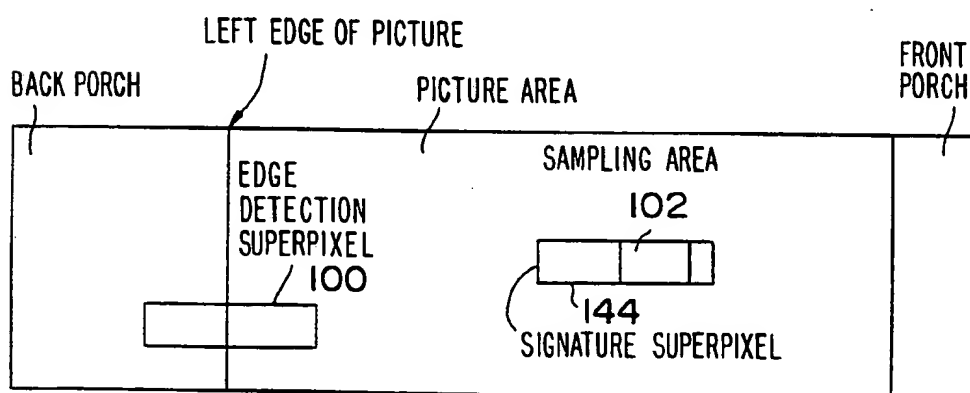 LEFT EDGE OF PICTURE
BACK PORCH
PICTURE AREA
FRONT
PORCH
EDGE
DETECTION
SUPERPIXEL
100
SAMPLING AREA
102
144
SIGNATURE SUPERPIXEL